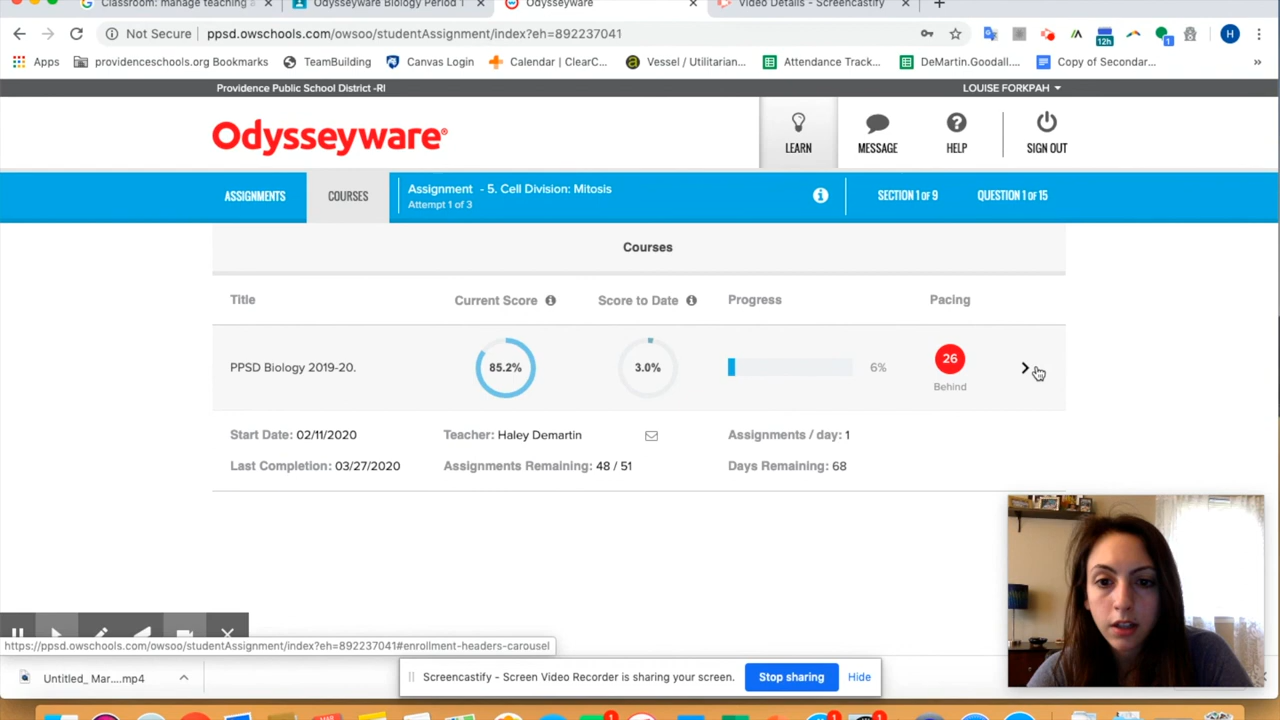 Classroom: manage teaching a
Odysseyware Biology Period 1
Odysseyware
Video Details - Screencastify
Not Secure
ppsd.owschools.com/owsoo/studentAssignment/index?eh=892237041
12h
1
H
Apps
providenceschools.org Bookmarks
TeamBuilding
Canvas Login
Calendar | ClearC...
Vessel / Utilitarian...
Attendance Track...
DeMartin.Goodall....
Copy of Secondar...
»
Providence Public School District -RI
LOUISE FORKPAH
Odysseyware®
LEARN
MESSAGE
HELP
SIGN OUT
ASSIGNMENTS
COURSES
Assignment - 5. Cell Division: Mitosis
Attempt 1 of 3
SECTION 1 of 9
QUESTION 1 of 15
Courses
Title
Current Score
Score to Date
Progress
Pacing
PPSD Biology 2019-20.
85.2%
3.0%
6%
26
Behind
Start Date: 02/11/2020
Teacher: Haley Demartin
Assignments / day: 1
Last Completion: 03/27/2020
Assignments Remaining: 48 / 51
Days Remaining: 68
https://ppsd.owschools.com/owsoo/studentAssignment/index?eh=892237041#enrollment-headers-carousel
Untitled_ Mar....mp4
Screencastify - Screen Video Recorder is sharing your screen.
Stop sharing
Hide